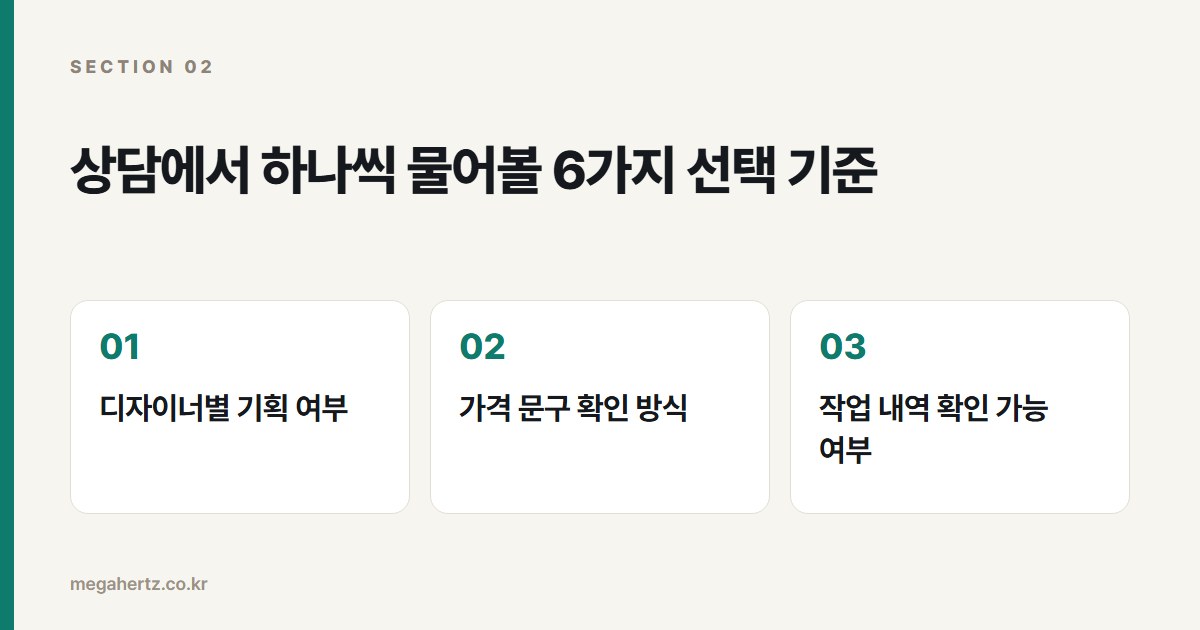 SECTION 02
상담에서 하나씩 물어볼 6가지 선택 기준
01
디자이너별 기획 여부
02
가격 문구 확인 방식
03
작업 내역 확인 가능
여부
megahertz.co.kr